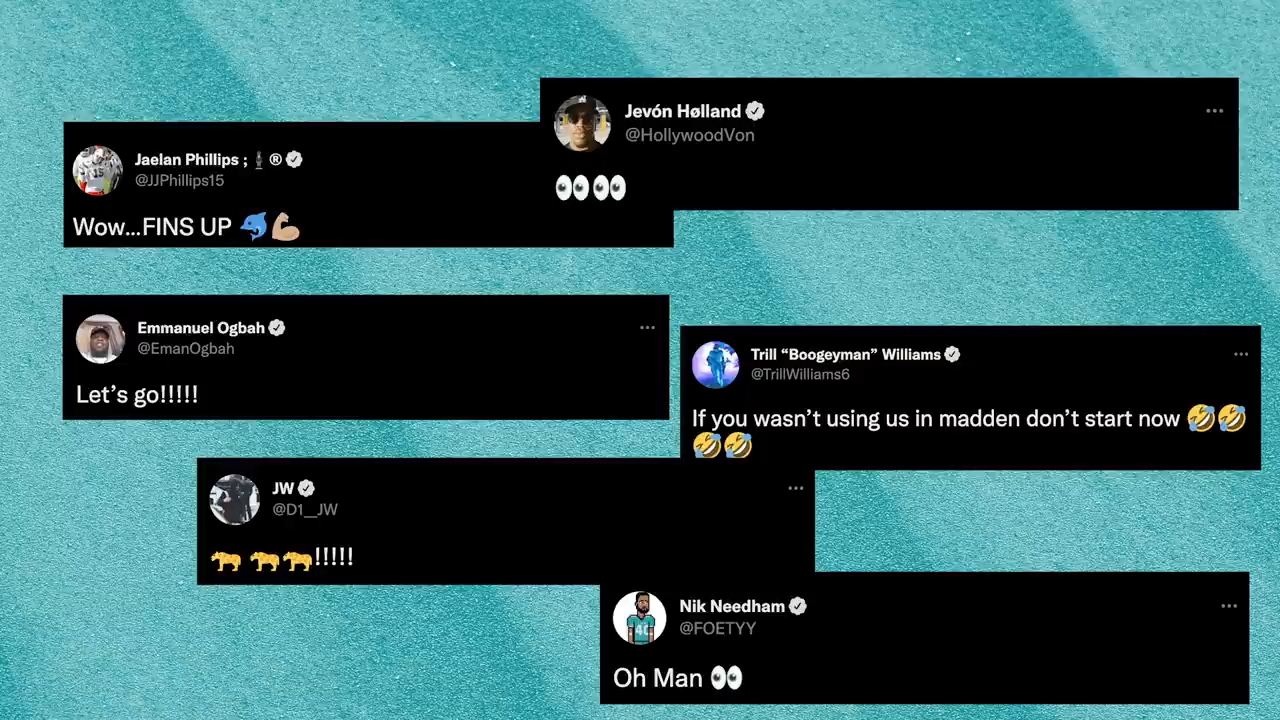 Jevón Hølland
@HollywoodVon
👀👀
Jaelan Phillips ; 🎙®
@JJPhillips15
Wow...FINS UP 🐬💪🏼
Emmanuel Ogbah
@EmanOgbah
Let’s go!!!!!
Trill “Boogeyman” Williams
@TrillWilliams6
If you wasn’t using us in madden don’t start now 🤣🤣
🤣🤣
JW
@D1__JW
🐆 🐆🐆!!!!!
Nik Needham
@FOETYY
Oh Man 👀